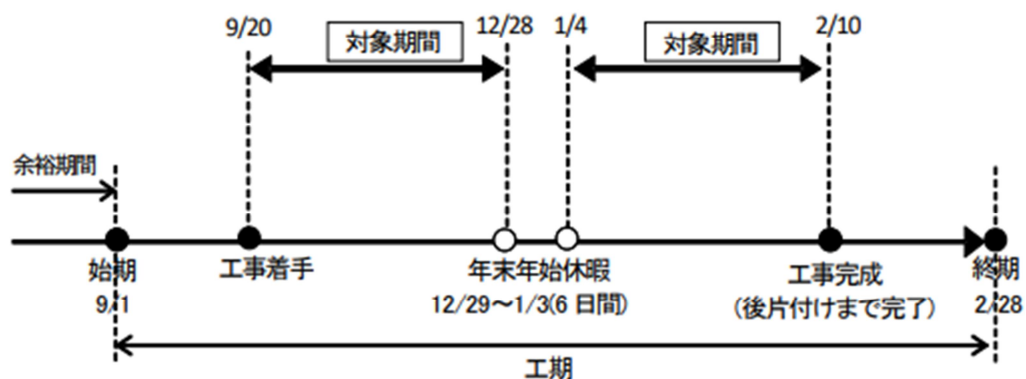 9/20
対象期間
12/28
1/4
対象期間
2/10
余裕期間
始期
9/1
工事着手
年末年始休暇
12/29～1/3(6日間)
工事完成
(後片付けまで完了)
終期
2/28
工期